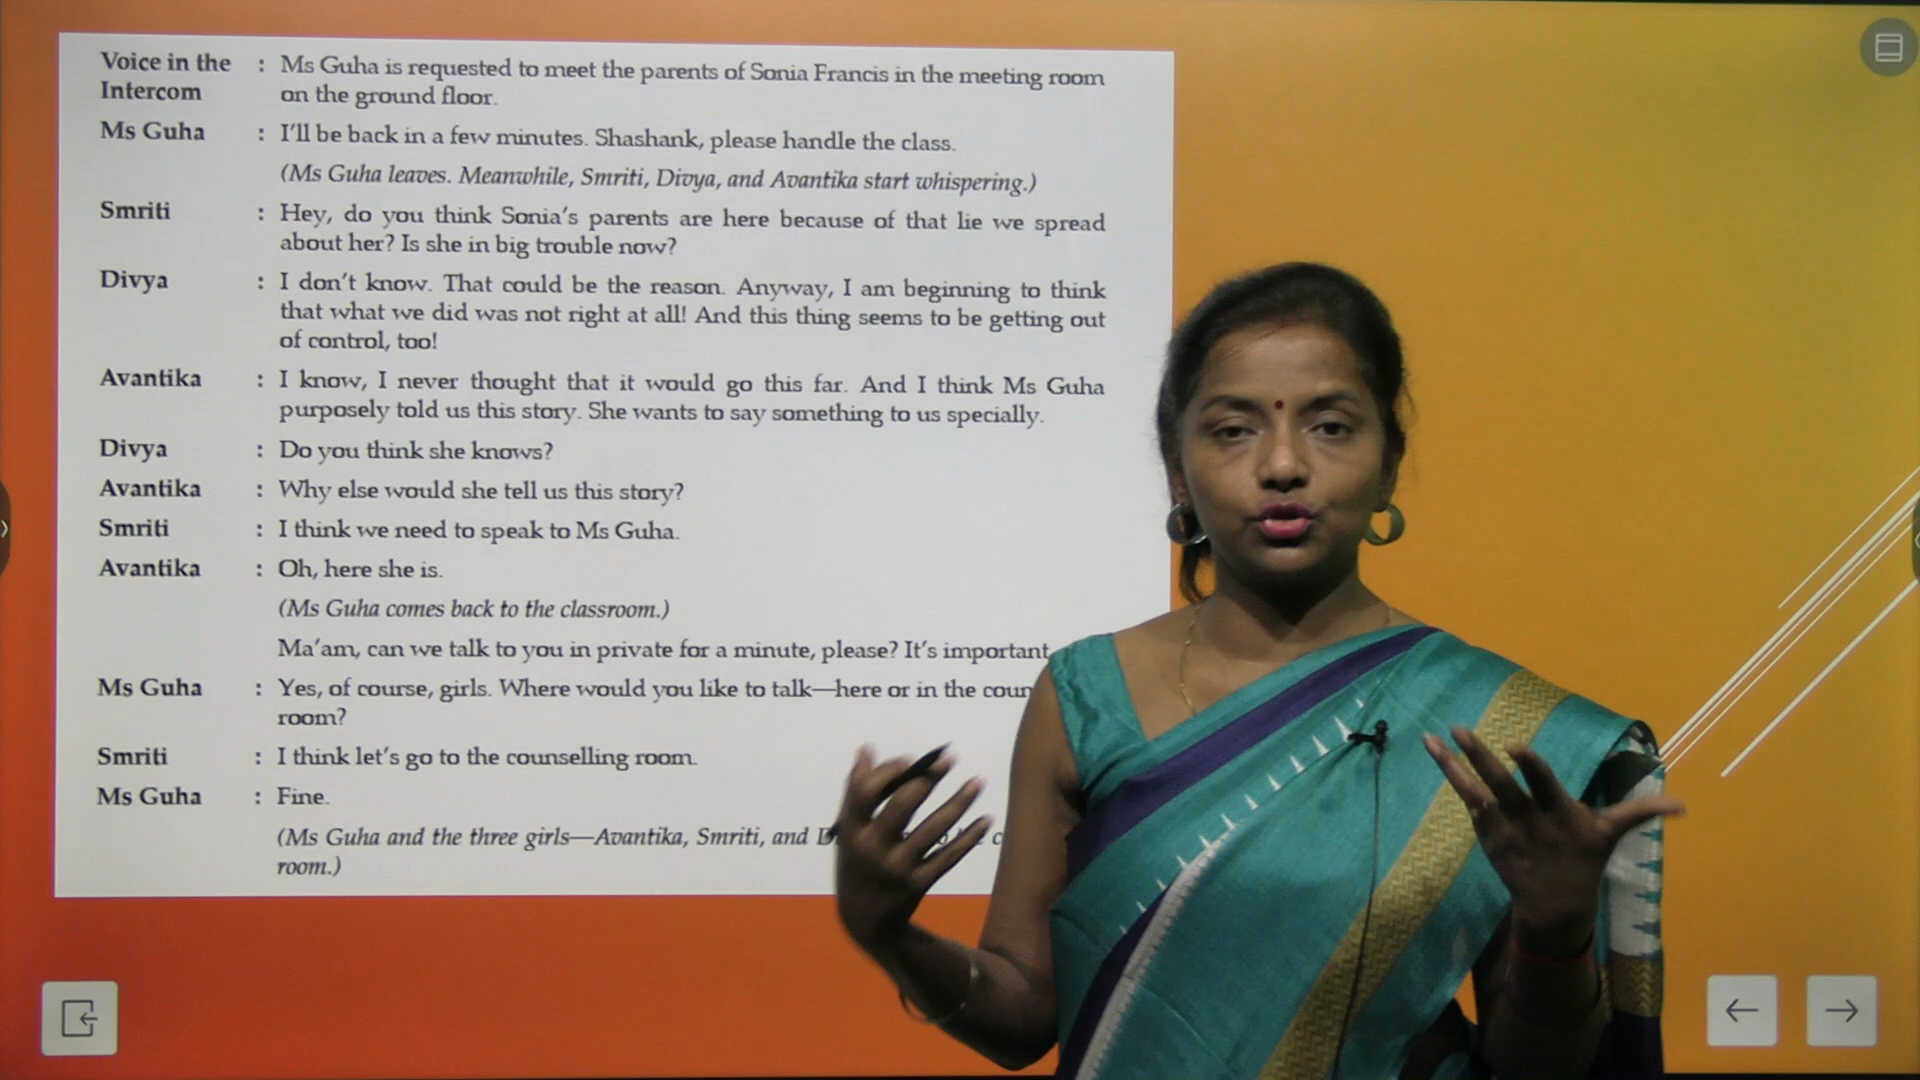 Voice in the : Ms Guha is requested to meet the parents of Sonia Francis in the meeting room
Intercom on the ground floor.
Ms Guha : I'll be back in a few minutes. Shashank, please handle the class.
(Ms Guha leaves. Meanwhile, Smriti, Divya, and Avantika start whispering.)
Smriti : Hey, do you think Sonia's parents are here because of that lie we spread
about her? Is she in big trouble now?
Divya : I don't know. That could be the reason. Anyway, I am beginning to think
that what we did was not right at all! And this thing seems to be getting out
of control, too!
Avantika : I know, I never thought that it would go this far. And I think Ms Guha
purposely told us this story. She wants to say something to us specially.
Divya : Do you think she knows?
Avantika : Why else would she tell us this story?
Smriti : I think we need to speak to Ms Guha.
Avantika : Oh, here she is.
(Ms Guha comes back to the classroom.)
Ma'am, can we talk to you in private for a minute, please? It's important
Ms Guha : Yes, of course, girls. Where would you like to talk—here or in the
room?
Smriti : I think let's go to the counselling room.
Ms Guha : Fine.
(Ms Guha and the three girls—Avantika, Smriti, and
room.)